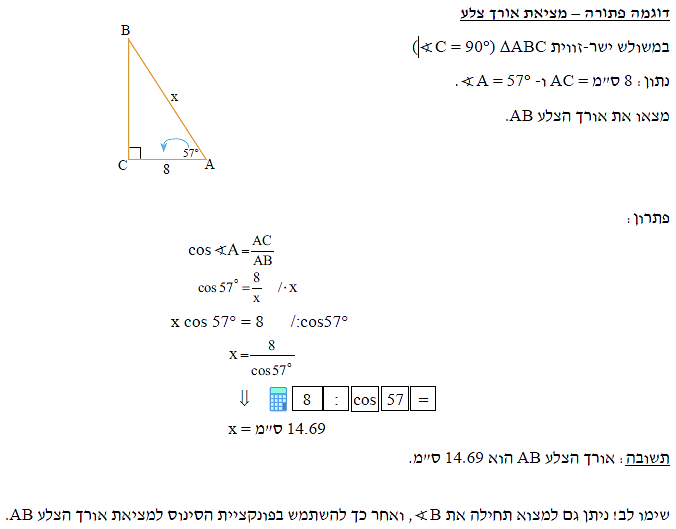 דוגמה פתורה – מציאת אורך צלע
במשולש ישר-זווית ΔABC ‏(∢C = 90°)
נתון: 8 ס״מ = AC ו- ∢A = 57°.
מצאו את אורך הצלע AB.
B
x
57°
C
A
8
פתרון:
cos ∢A = AC/AB
cos 57° = 8/x /·x
x cos 57° = 8 /:cos57°
x = 8/cos57°
⇓ 8 : cos 57 =
x = 14.69 ס״מ
תשובה: אורך הצלע AB הוא 14.69 ס״מ.
שימו לב! ניתן גם למצוא תחילה את ∢B, ואחר כך להשתמש בפונקציית הסינוס למציאת אורך הצלע AB.